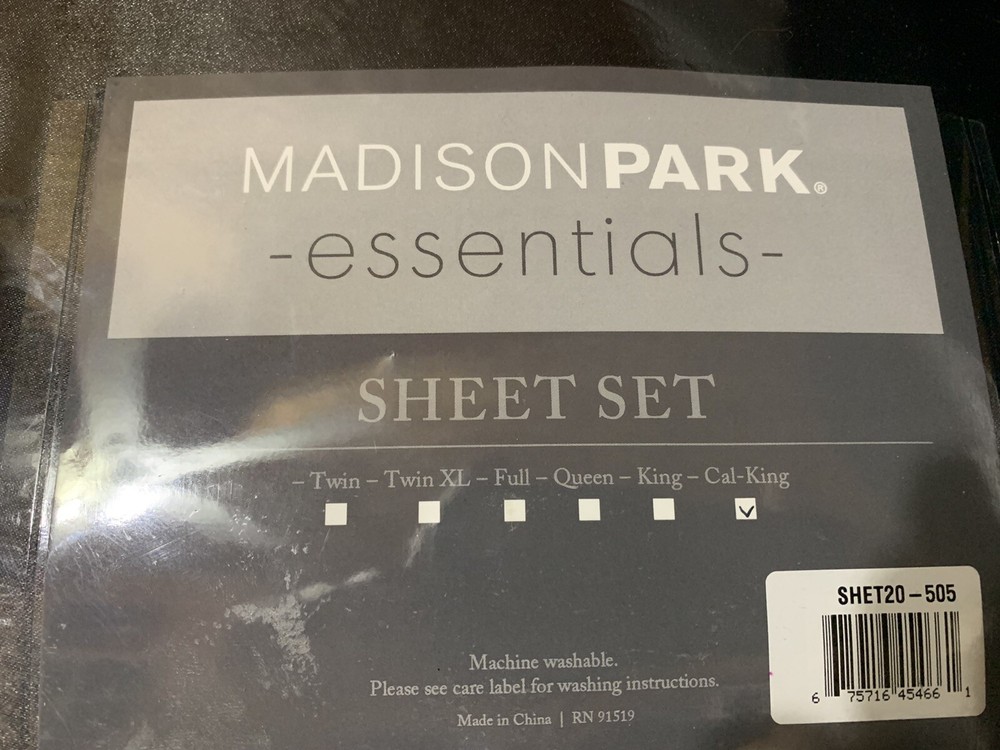 MADISONPARK®
-essentials-
SHEET SET
– Twin – Twin XL – Full – Queen – King – Cal-King
Machine washable.
Please see care label for washing instructions.
Made in China | RN 91519
SHET20-505
6 75716 45466 1